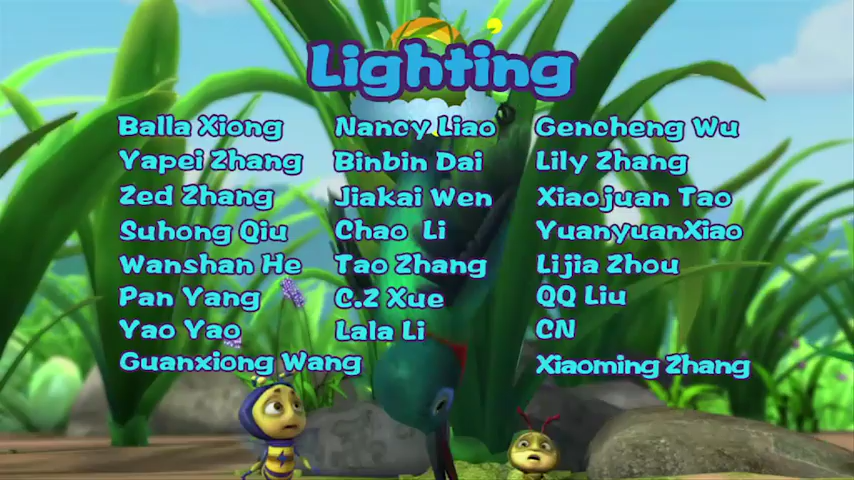 Lighting
Balla Xiong Nancy Liao Gencheng Wu
Yapei Zhang Binbin Dai Lily Zhang
Zed Zhang Jiakai Wen Xiaojuan Tao
Suhong Qiu Chao Li YuanyuanXiao
Wanshan He Tao Zhang Lijia Zhou
Pan Yang C.Z Xue QQ Liu
Yao Yao Lala Li CN
Guanxiong Wang Xiaoming Zhang